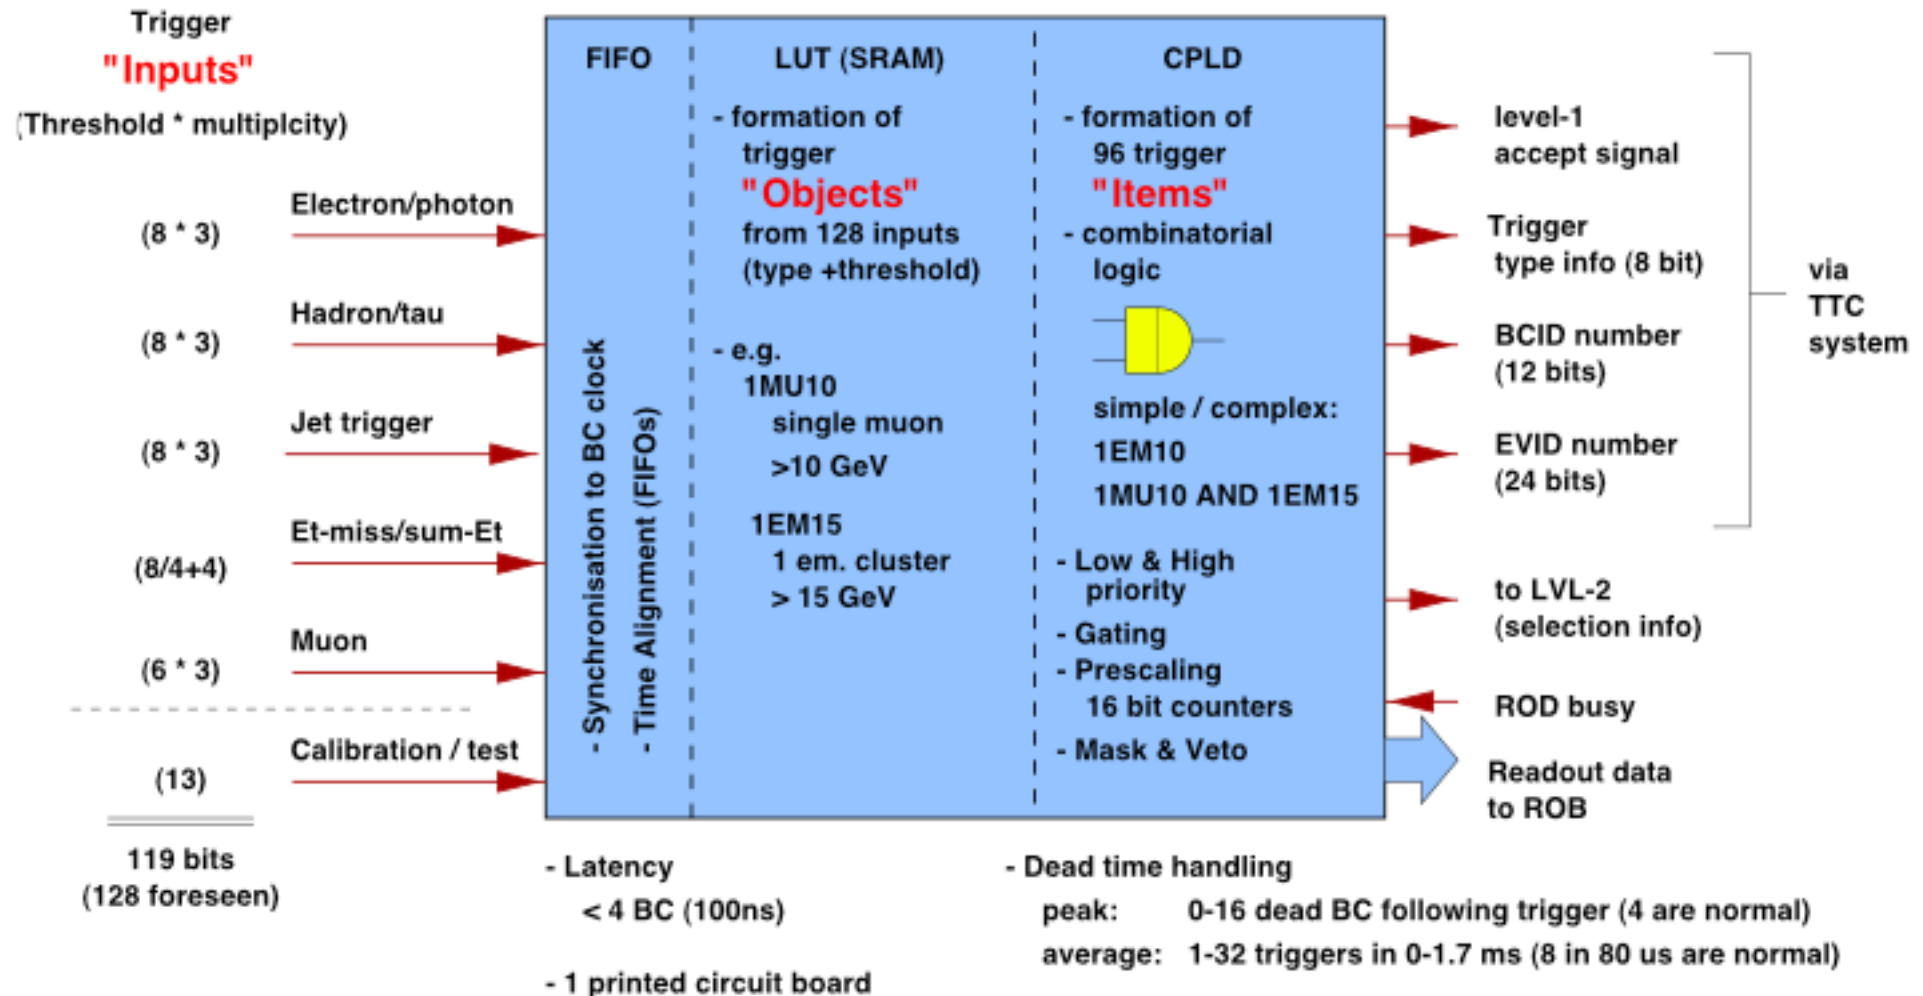 Trigger
"Inputs"
(Threshold * multiplcity)
Electron/photon
(8 * 3)
Hadron/tau
(8 * 3)
Jet trigger
(8 * 3)
Et-miss/sum-Et
(8/4+4)
Muon
(6 * 3)
Calibration / test
(13)
119 bits
(128 foreseen)
FIFO
- Synchronisation to BC clock
- Time Alignment (FIFOs)
LUT (SRAM)
- formation of
trigger
"Objects"
from 128 inputs
(type +threshold)
- e.g.
1MU10
single muon
>10 GeV
1EM15
1 em. cluster
> 15 GeV
CPLD
- formation of
96 trigger
"Items"
- combinatorial
logic
simple / complex:
1EM10
1MU10 AND 1EM15
- Low & High
priority
- Gating
- Prescaling
16 bit counters
- Mask & Veto
level-1
accept signal
Trigger
type info (8 bit)
BCID number
(12 bits)
EVID number
(24 bits)
via
TTC
system
to LVL-2
(selection info)
ROD busy
Readout data
to ROB
- Latency
< 4 BC (100ns)
- 1 printed circuit board
- Dead time handling
peak: 0-16 dead BC following trigger (4 are normal)
average: 1-32 triggers in 0-1.7 ms (8 in 80 us are normal)